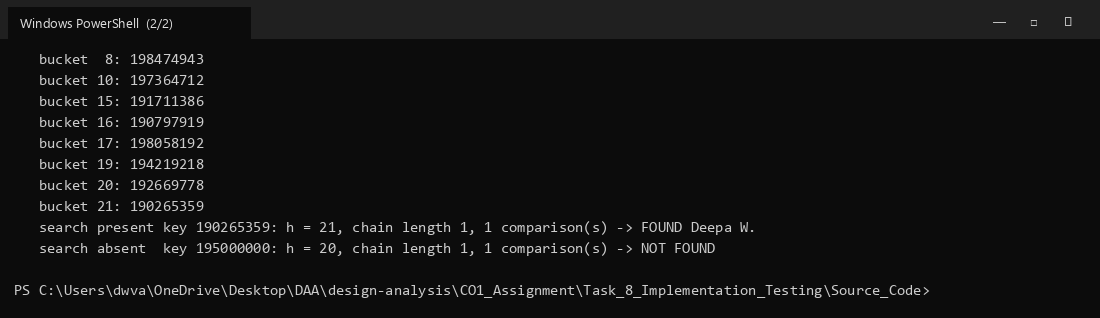 Windows PowerShell (2/2)
bucket  8: 198474943
bucket 10: 197364712
bucket 15: 191711386
bucket 16: 190797919
bucket 17: 198058192
bucket 19: 194219218
bucket 20: 192669778
bucket 21: 190265359
search present key 190265359: h = 21, chain length 1, 1 comparison(s) -> FOUND Deepa W.
search absent  key 195000000: h = 20, chain length 1, 1 comparison(s) -> NOT FOUND
PS C:\Users\dwva\OneDrive\Desktop\DAA\design-analysis\CO1_Assignment\Task_8_Implementation_Testing\Source_Code>